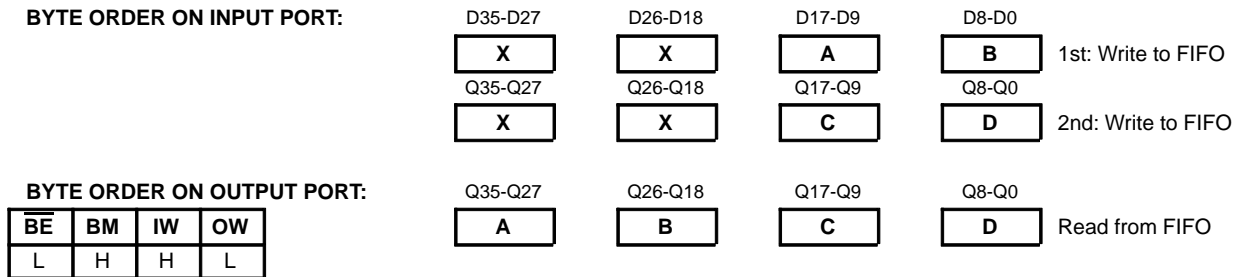 BYTE ORDER ON INPUT PORT: D35-D27 D26-D18 D17-D9 D8-D0
X X A B 1st: Write to FIFO
Q35-Q27 Q26-Q18 Q17-Q9 Q8-Q0
X X C D 2nd: Write to FIFO
BYTE ORDER ON OUTPUT PORT: Q35-Q27 Q26-Q18 Q17-Q9 Q8-Q0
BE BM IW OW A B C D Read from FIFO
L H H L